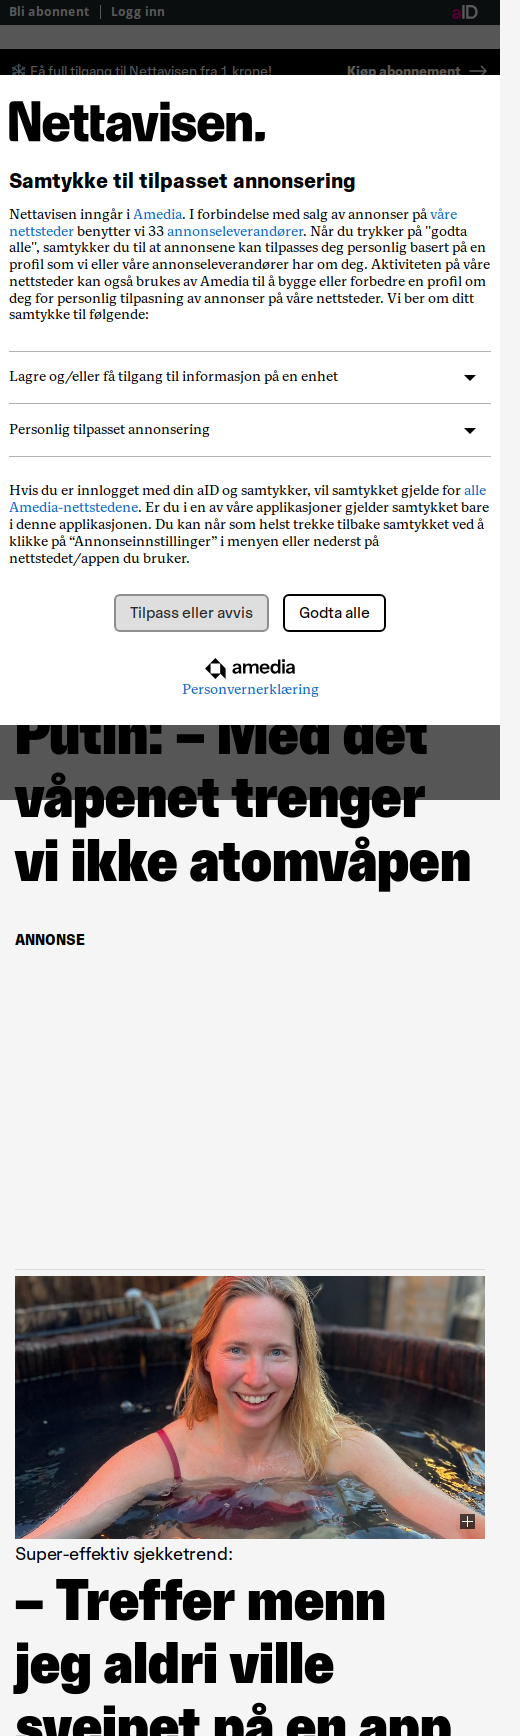 Bli abonnent | Logg inn
aID
Få full tilgang til Nettavisen fra 1 krone!
Kjøp abonnement
Nettavisen.
Samtykke til tilpasset annonsering
Nettavisen inngår i Amedia. I forbindelse med salg av annonser på våre
nettsteder benytter vi 33 annonseleverandører. Når du trykker på "godta
alle", samtykker du til at annonsene kan tilpasses deg personlig basert på en
profil som vi eller våre annonseleverandører har om deg. Aktiviteten på våre
nettsteder kan også brukes av Amedia til å bygge eller forbedre en profil om
deg for personlig tilpasning av annonser på våre nettsteder. Vi ber om ditt
samtykke til følgende:
Lagre og/eller få tilgang til informasjon på en enhet
Personlig tilpasset annonsering
Hvis du er innlogget med din aID og samtykker, vil samtykket gjelde for alle
Amedia-nettstedene. Er du i en av våre applikasjoner gjelder samtykket bare
i denne applikasjonen. Du kan når som helst trekke tilbake samtykket ved å
klikke på “Annonseinnstillinger” i menyen eller nederst på
nettstedet/appen du bruker.
Tilpass eller avvis
Godta alle
amedia
Personvernerklæring
Putin: – Med det
våpenet trenger
vi ikke atomvåpen
ANNONSE
Super-effektiv sjekketrend:
– Treffer menn
jeg aldri ville
sveipet på en app